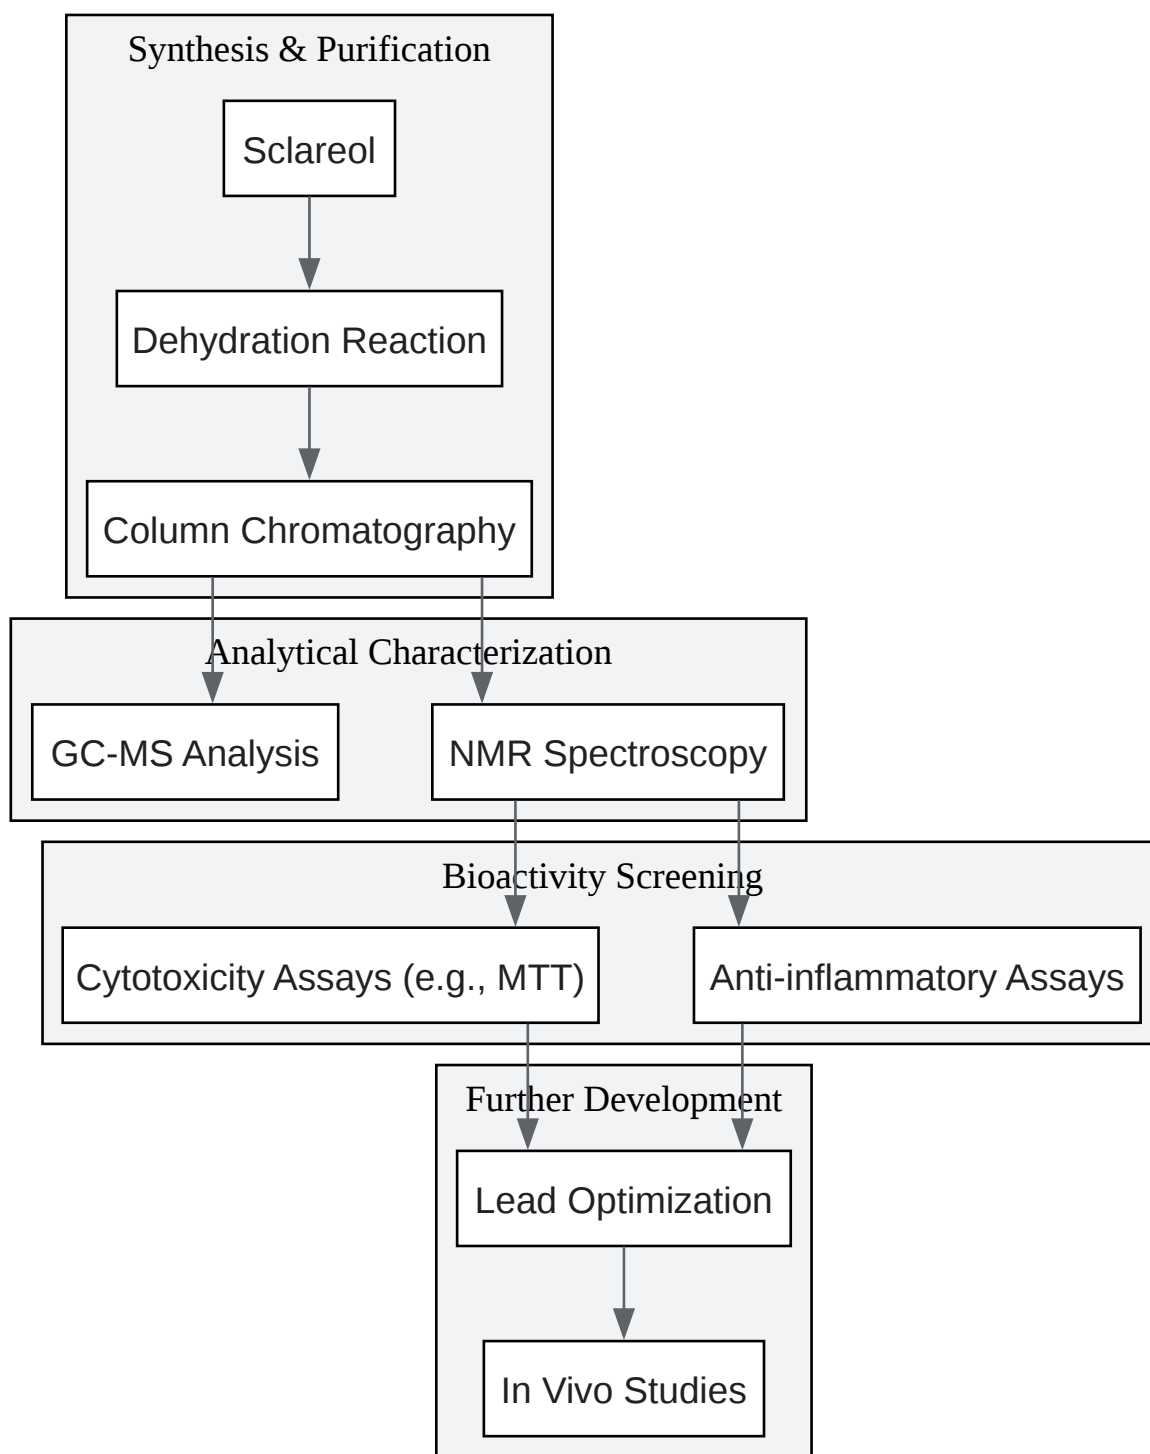 Synthesis & Purification
Sclareol
Dehydration Reaction
Column Chromatography
Analytical Characterization
GC-MS Analysis
NMR Spectroscopy
Bioactivity Screening
Cytotoxicity Assays (e.g., MTT)
Anti-inflammatory Assays
Further Development
Lead Optimization
In Vivo Studies